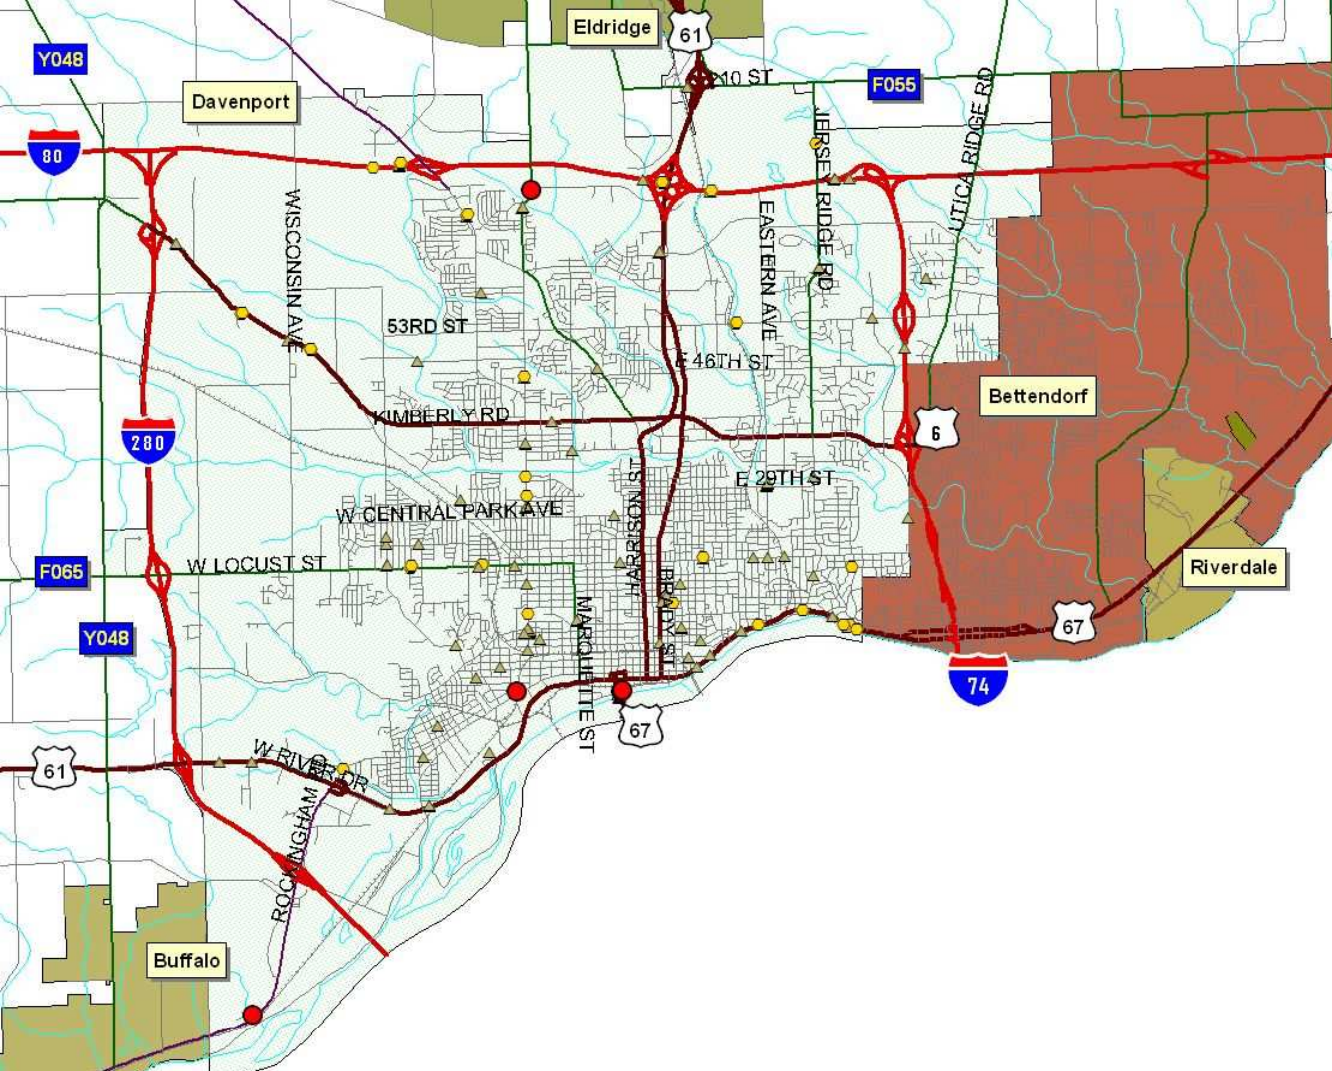 Eldridge
61
Y048
210 ST
F055
Davenport
80
JERSEY RIDGE RD
UTICA RIDGE RD
WISCONSIN AVE
EASTERN AVE
53RD ST
E 46TH ST
Bettendorf
KIMBERLY RD
6
280
HARRISON ST
E 29TH ST
W CENTRAL PARK AVE
W LOCUST ST
F065
Riverdale
BRADY ST
MARQUETTE ST
67
Y048
74
67
W RIVER DR
61
ROCKINGHAM
Buffalo